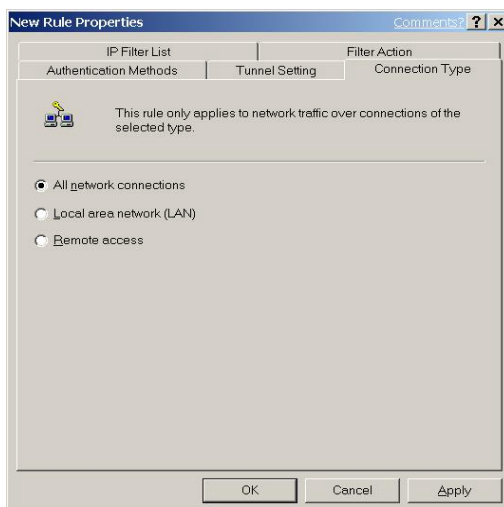 New Rule Properties Comments? ? X
IP Filter List Filter Action
Authentication Methods Tunnel Setting Connection Type
This rule only applies to network traffic over connections of the
selected type.
All network connections
Local area network (LAN)
Remote access
OK Cancel Apply